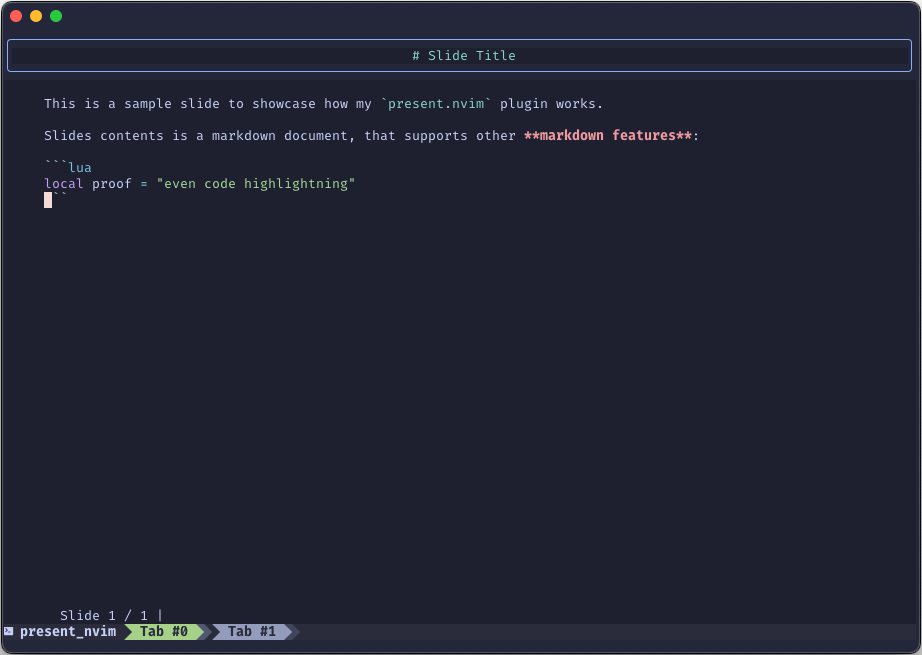 # Slide Title
This is a sample slide to showcase how my `present.nvim` plugin works.
Slides contents is a markdown document, that supports other **markdown features**:
```lua
local proof = "even code highlightning"
```
Slide 1 / 1 |
present_nvim Tab #0 Tab #1